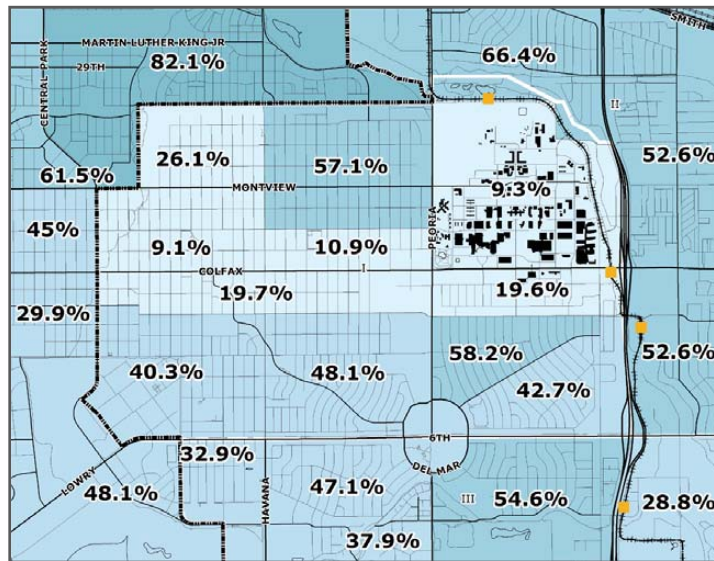 SMITH
MARTIN LUTHER KING JR
66.4%
29TH
82.1%
CENTRAL PARK
II
26.1%
57.1%
52.6%
61.5%
MONTVIEW
9.3%
45%
PEORIA
9.1%
10.9%
COLFAX
I
19.7%
19.6%
29.9%
58.2%
52.6%
40.3%
48.1%
42.7%
6TH
32.9%
DEL MAR
LOWRY
48.1%
HAVANA
47.1%
III
54.6%
28.8%
37.9%